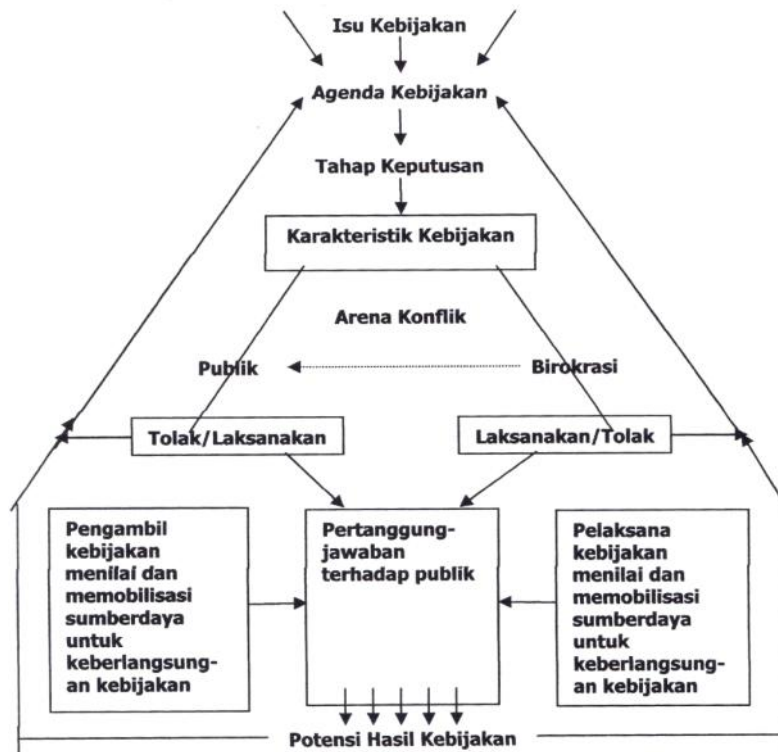 Isu Kebijakan
Agenda Kebijakan
Tahap Keputusan
Karakteristik Kebijakan
Arena Konflik
Publik
Birokrasi
Tolak/Laksanakan
Laksanakan/Tolak
Pengambil
kebijakan
menilai dan
memobilisasi
sumberdaya
untuk
keberlangsung-
an kebijakan
Pertanggung-
jawaban
terhadap publik
Pelaksana
kebijakan
menilai dan
memobilisasi
sumberdaya
untuk
keberlangsung-
an kebijakan
Potensi Hasil Kebijakan